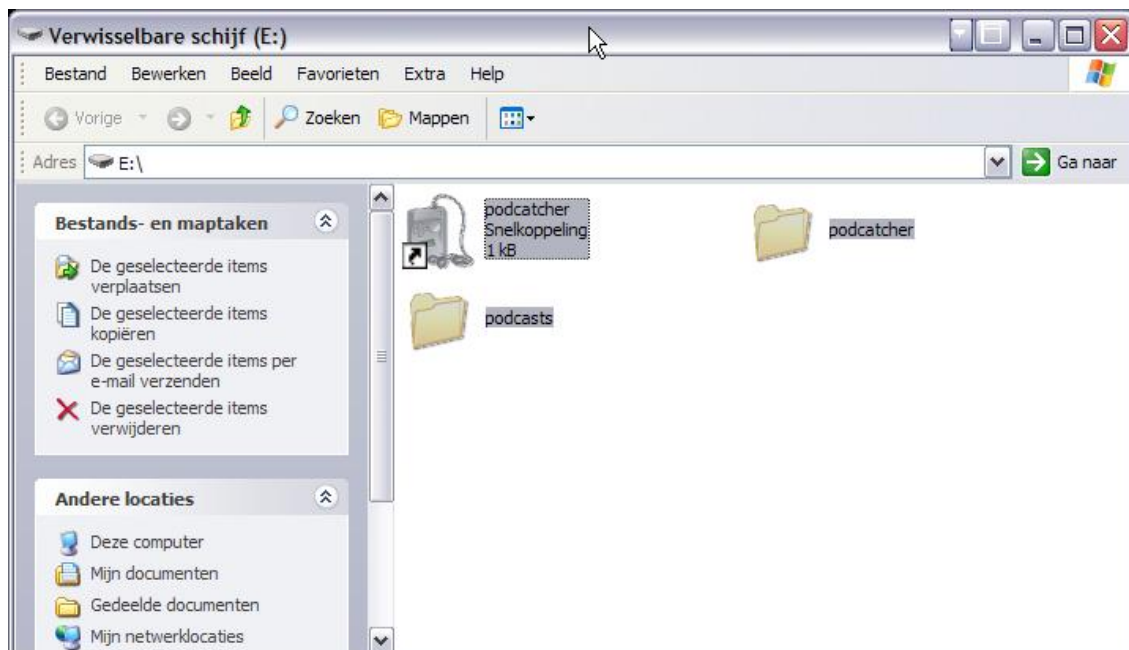 Verwisselbare schijf (E:)
Bestand Bewerken Beeld Favorieten Extra Help
Vorige Zoeken Mappen
Adres E:\ Ga naar
Bestands- en maptaken
De geselecteerde items
verplaatsen
De geselecteerde items
kopiëren
De geselecteerde items per
e-mail verzenden
De geselecteerde items
verwijderen
Andere locaties
Deze computer
Mijn documenten
Gedeelde documenten
Mijn netwerklocaties
podcatcher
Snelkoppeling
1 kB
podcatcher
podcasts